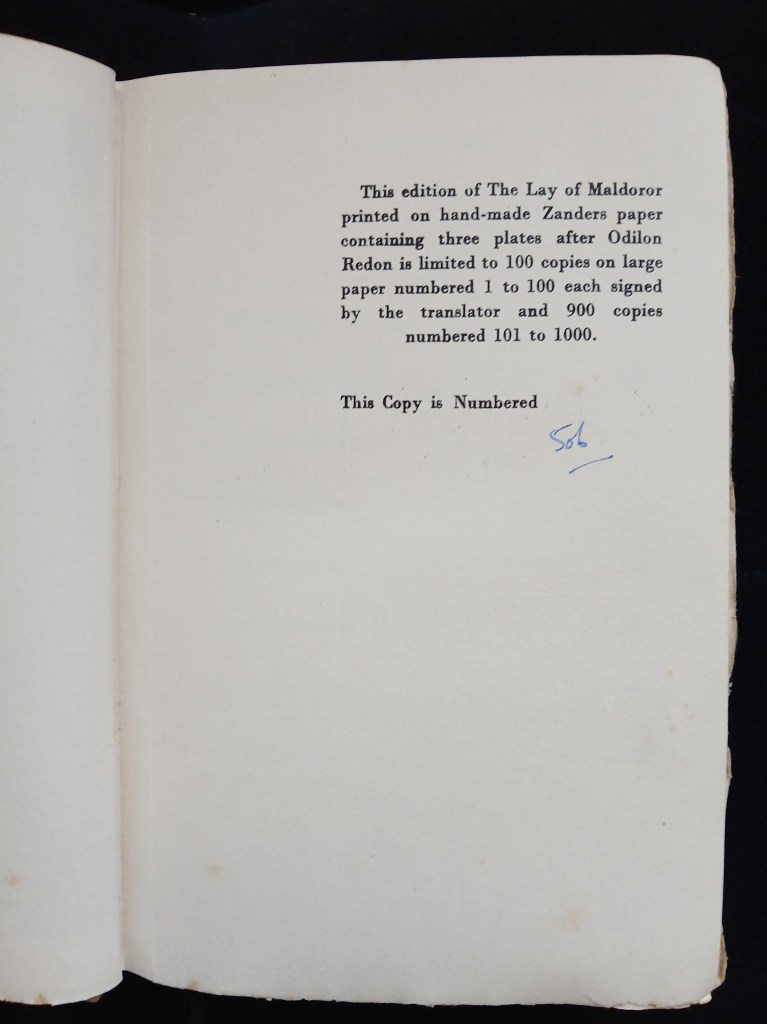 This edition of The Lay of Maldoror
printed on hand-made Zanders paper
containing three plates after Odilon
Redon is limited to 100 copies on large
paper numbered 1 to 100 each signed
by the translator and 900 copies
numbered 101 to 1000.
This Copy is Numbered
506